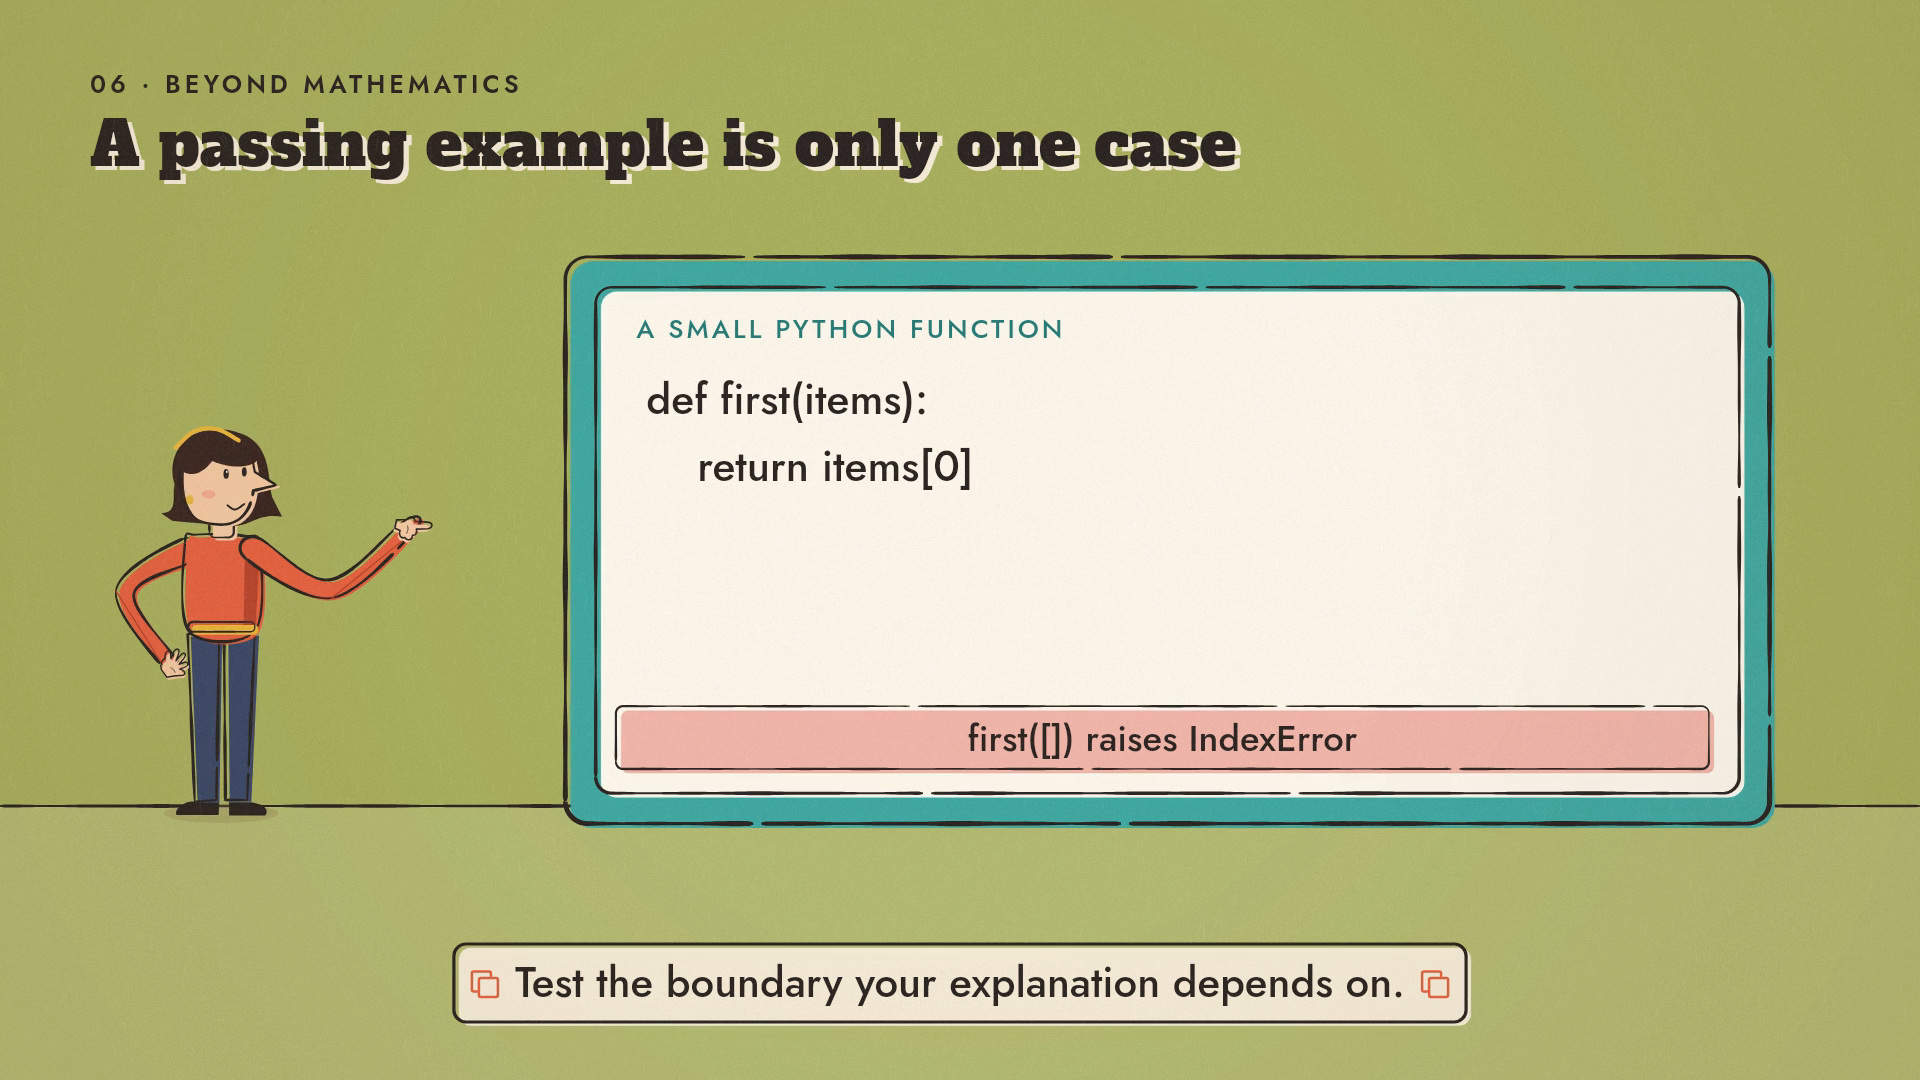 06 · BEYOND MATHEMATICS
A passing example is only one case
A SMALL PYTHON FUNCTION
def first(items):
    return items[0]
first([]) raises IndexError
Test the boundary your explanation depends on.